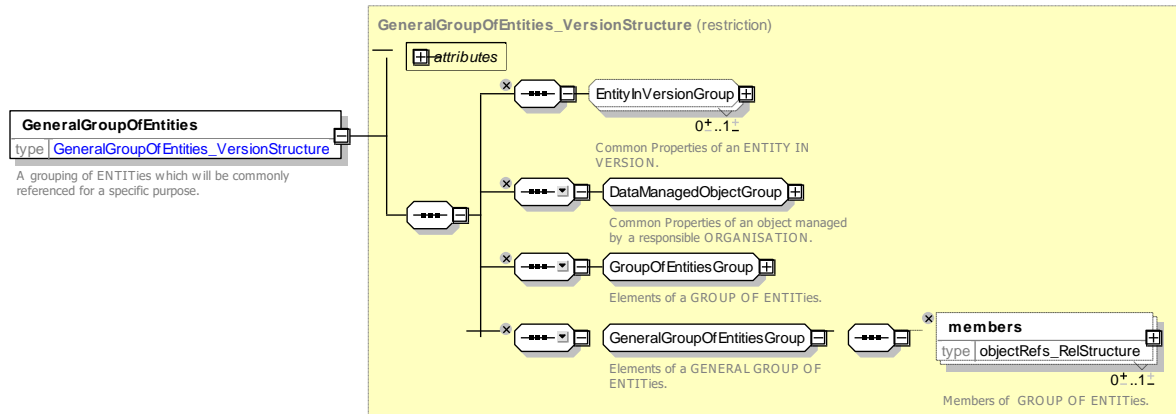 GeneralGroupOfEntities_VersionStructure (restriction)
attributes
EntityInVersionGroup
0..1
Common Properties of an ENTITY IN
VERSION.
GeneralGroupOfEntities
type GeneralGroupOfEntities_VersionStructure
A grouping of ENTITies which will be commonly
referenced for a specific purpose.
DataManagedObjectGroup
Common Properties of an object managed
by a responsible ORGANISATION.
GroupOfEntitiesGroup
Elements of a GROUP OF ENTITies.
GeneralGroupOfEntitiesGroup
Elements of a GENERAL GROUP OF
ENTITies.
members
type objectRefs_RelStructure
0..1
Members of GROUP OF ENTITies.